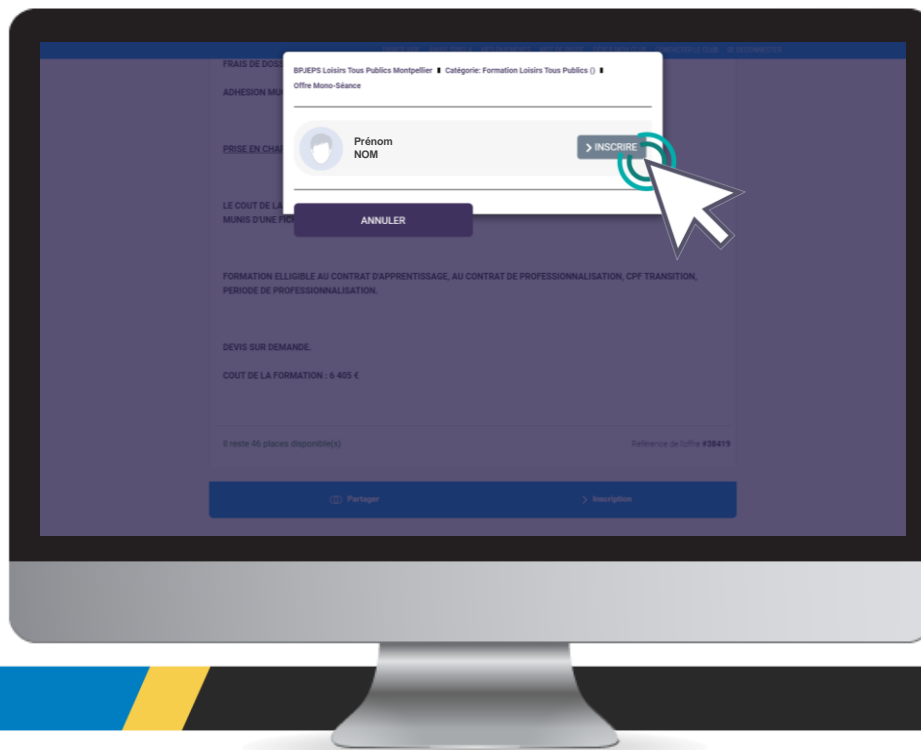 FRAIS DE DOSS
BPJEPS Loisirs Tous Publics Montpellier ▮ Catégorie: Formation Loisirs Tous Publics () ▮
Offre Mono-Séance
ADHESION MU
Prénom
NOM
> INSCRIRE
PRISE EN CHAR
LE COUT DE LA
MUNIS D'UNE FIC
ANNULER
FORMATION ELLIGIBLE AU CONTRAT D'APPRENTISSAGE, AU CONTRAT DE PROFESSIONNALISATION, CPF TRANSITION,
PERIODE DE PROFESSIONNALISATION.
DEVIS SUR DEMANDE.
COUT DE LA FORMATION : 6 405 €
Il reste 46 places disponible(s)
Référence de l'offre #38419
Partager
> Inscription